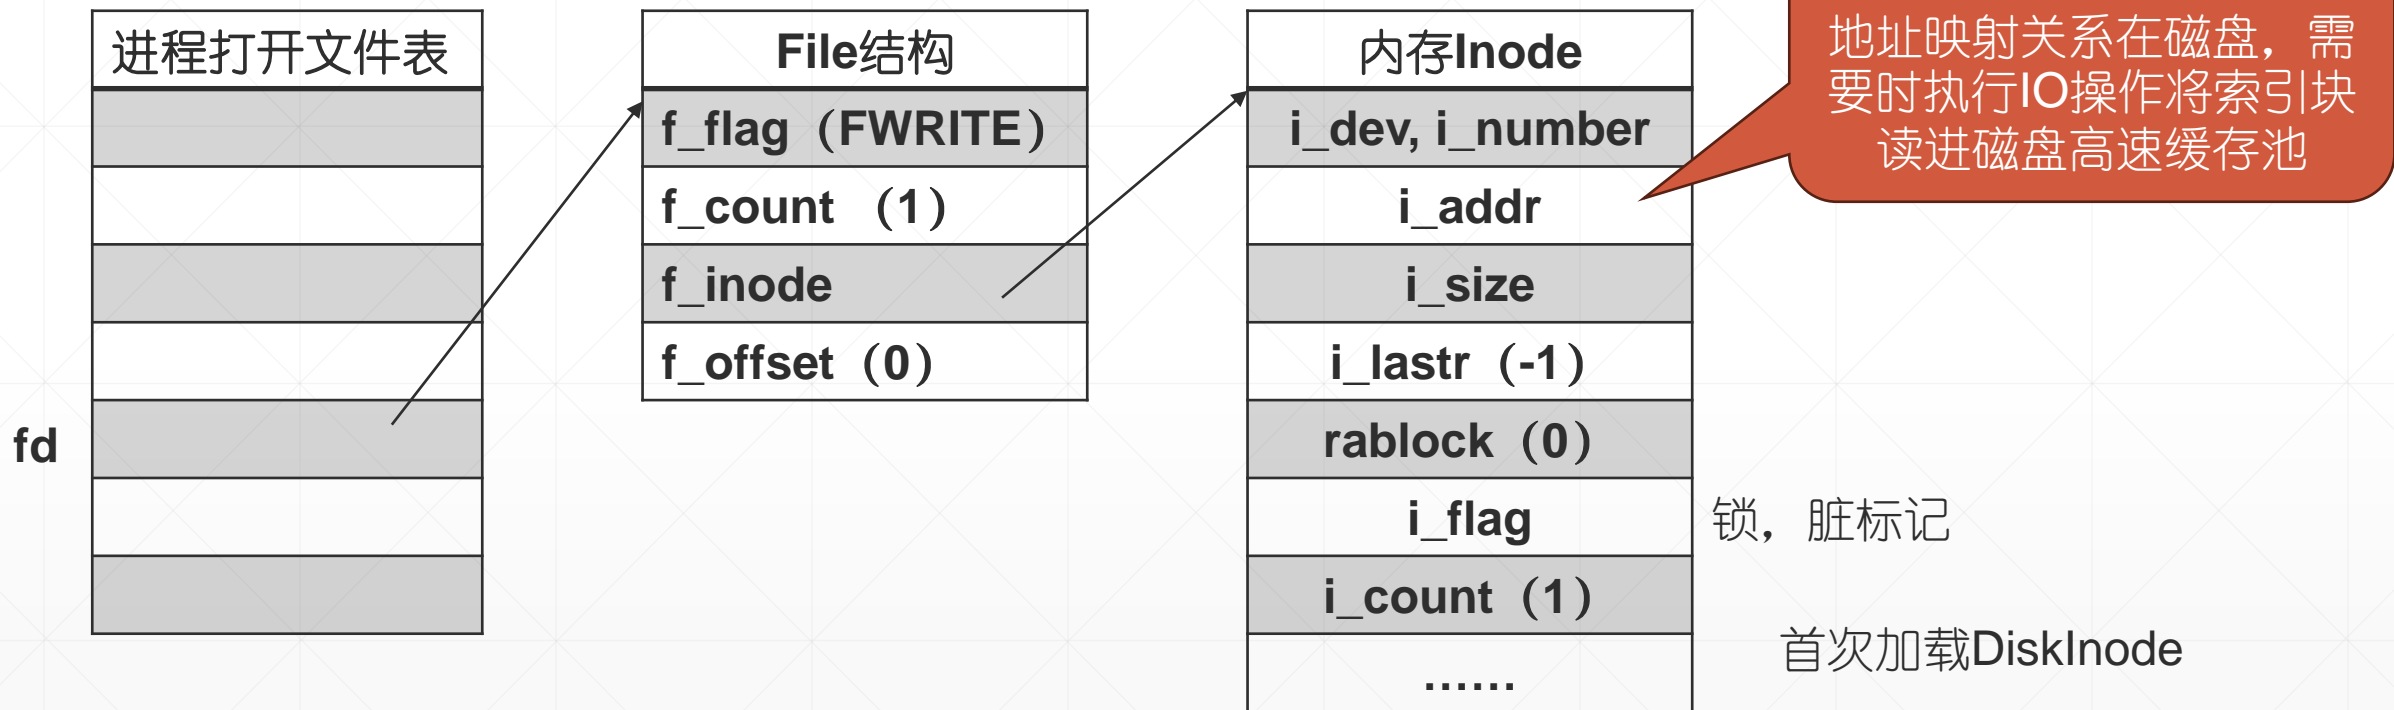 进程打开文件表
fd
File结构
f_flag（FWRITE）
f_count （1）
f_inode
f_offset（0）
内存Inode
i_dev, i_number
i_addr
i_size
i_lastr（-1）
rablock（0）
i_flag
i_count（1）
……
地址映射关系在磁盘，需
要时执行IO操作将索引块
读进磁盘高速缓存池
锁，脏标记
首次加载DiskInode